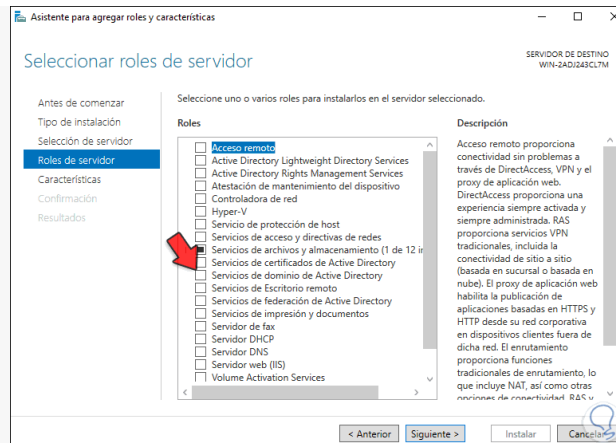 Asistente para agregar roles y características
Seleccionar roles de servidor
SERVIDOR DE DESTINO
WIN-2ADJ243CL7M
Antes de comenzar
Tipo de instalación
Selección de servidor
Roles de servidor
Características
Confirmación
Resultados
Seleccione uno o varios roles para instalarlos en el servidor seleccionado.
Roles
Acceso remoto
Active Directory Lightweight Directory Services
Active Directory Rights Management Services
Atestación de mantenimiento del dispositivo
Controladora de red
Hyper-V
Servicio de protección de host
Servicios de acceso y directivas de redes
Servicios de archivos y almacenamiento (1 de 12 in
Servicios de certificados de Active Directory
Servicios de dominio de Active Directory
Servicios de Escritorio remoto
Servicios de federación de Active Directory
Servicios de impresión y documentos
Servidor de fax
Servidor DHCP
Servidor DNS
Servidor web (IIS)
Volume Activation Services
Descripción
Acceso remoto proporciona
conectividad sin problemas a
través de DirectAccess, VPN y el
proxy de aplicación web.
DirectAccess proporciona una
experiencia siempre activada y
siempre administrada. RAS
proporciona servicios VPN
tradicionales, incluida la
conectividad de sitio a sitio
(basada en sucursal o basada en
nube). El proxy de aplicación web
habilita la publicación de
aplicaciones basadas en HTTPS y
HTTP desde su red corporativa
en dispositivos clientes fuera de
dicha red. El enrutamiento
proporciona funciones
tradicionales de enrutamiento, lo
que incluye NAT, así como otras
opciones de conectividad. RAS y
< Anterior
Siguiente >
Instalar
Cancelar